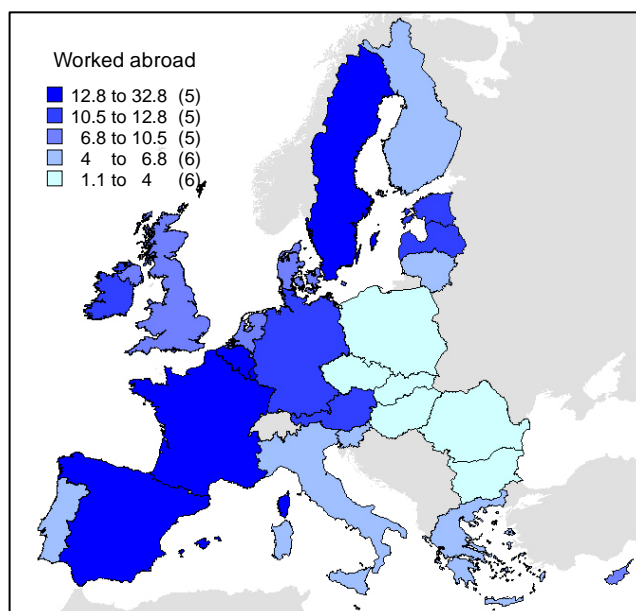 Worked abroad
12.8 to 32.8 (5)
10.5 to 12.8 (5)
6.8 to 10.5 (5)
4 to 6.8 (6)
1.1 to 4 (6)